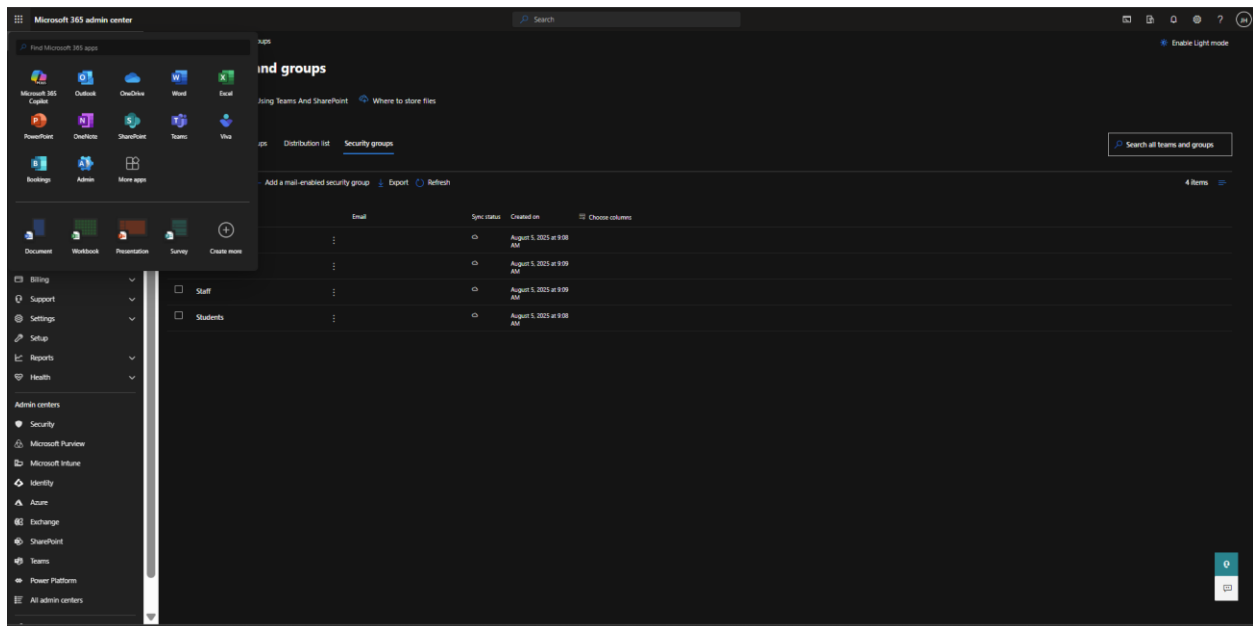 Microsoft 365 admin center
Search
JH
Find Microsoft 365 apps
Microsoft 365 Copilot
Outlook
OneDrive
Word
Excel
PowerPoint
OneNote
SharePoint
Teams
Viva
Bookings
Admin
More apps
Document
Workbook
Presentation
Survey
Create more
Billing
Support
Settings
Setup
Reports
Health
Admin centers
Security
Microsoft Purview
Microsoft Intune
Identity
Azure
Exchange
SharePoint
Teams
Power Platform
All admin centers
Enable Light mode
and groups
Using Teams And SharePoint
Where to store files
Distribution list
Security groups
Search all teams and groups
Add a mail-enabled security group
Export
Refresh
4 items
Email
Sync status
Created on
Choose columns
August 5, 2025 at 9:08 AM
August 5, 2025 at 9:09 AM
Staff
August 5, 2025 at 9:09 AM
Students
August 5, 2025 at 9:08 AM